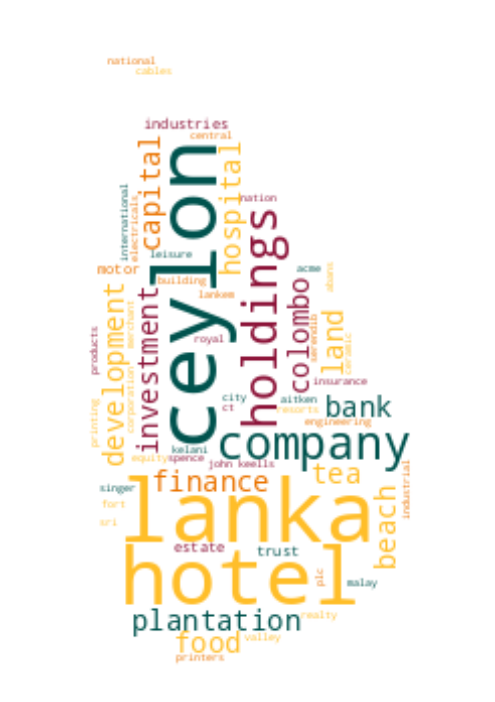 national
cables
industries
central
capital
ceylon
hospital
international
electricals
nation
holdings
leisure
motor
building
lankem
acme
abans
colombo
land
serendib
ceramic
development
merchant
corporation
investment
products
printing
royal
insurance
city
ct
aitken
resorts
bank
engineering
company
kelani
equity
spence
john keells
tea
finance
singer
fort
sri
lanka
beach
industrial
estate
trust
hotel
plc
malay
plantation
realty
food
valley
printers